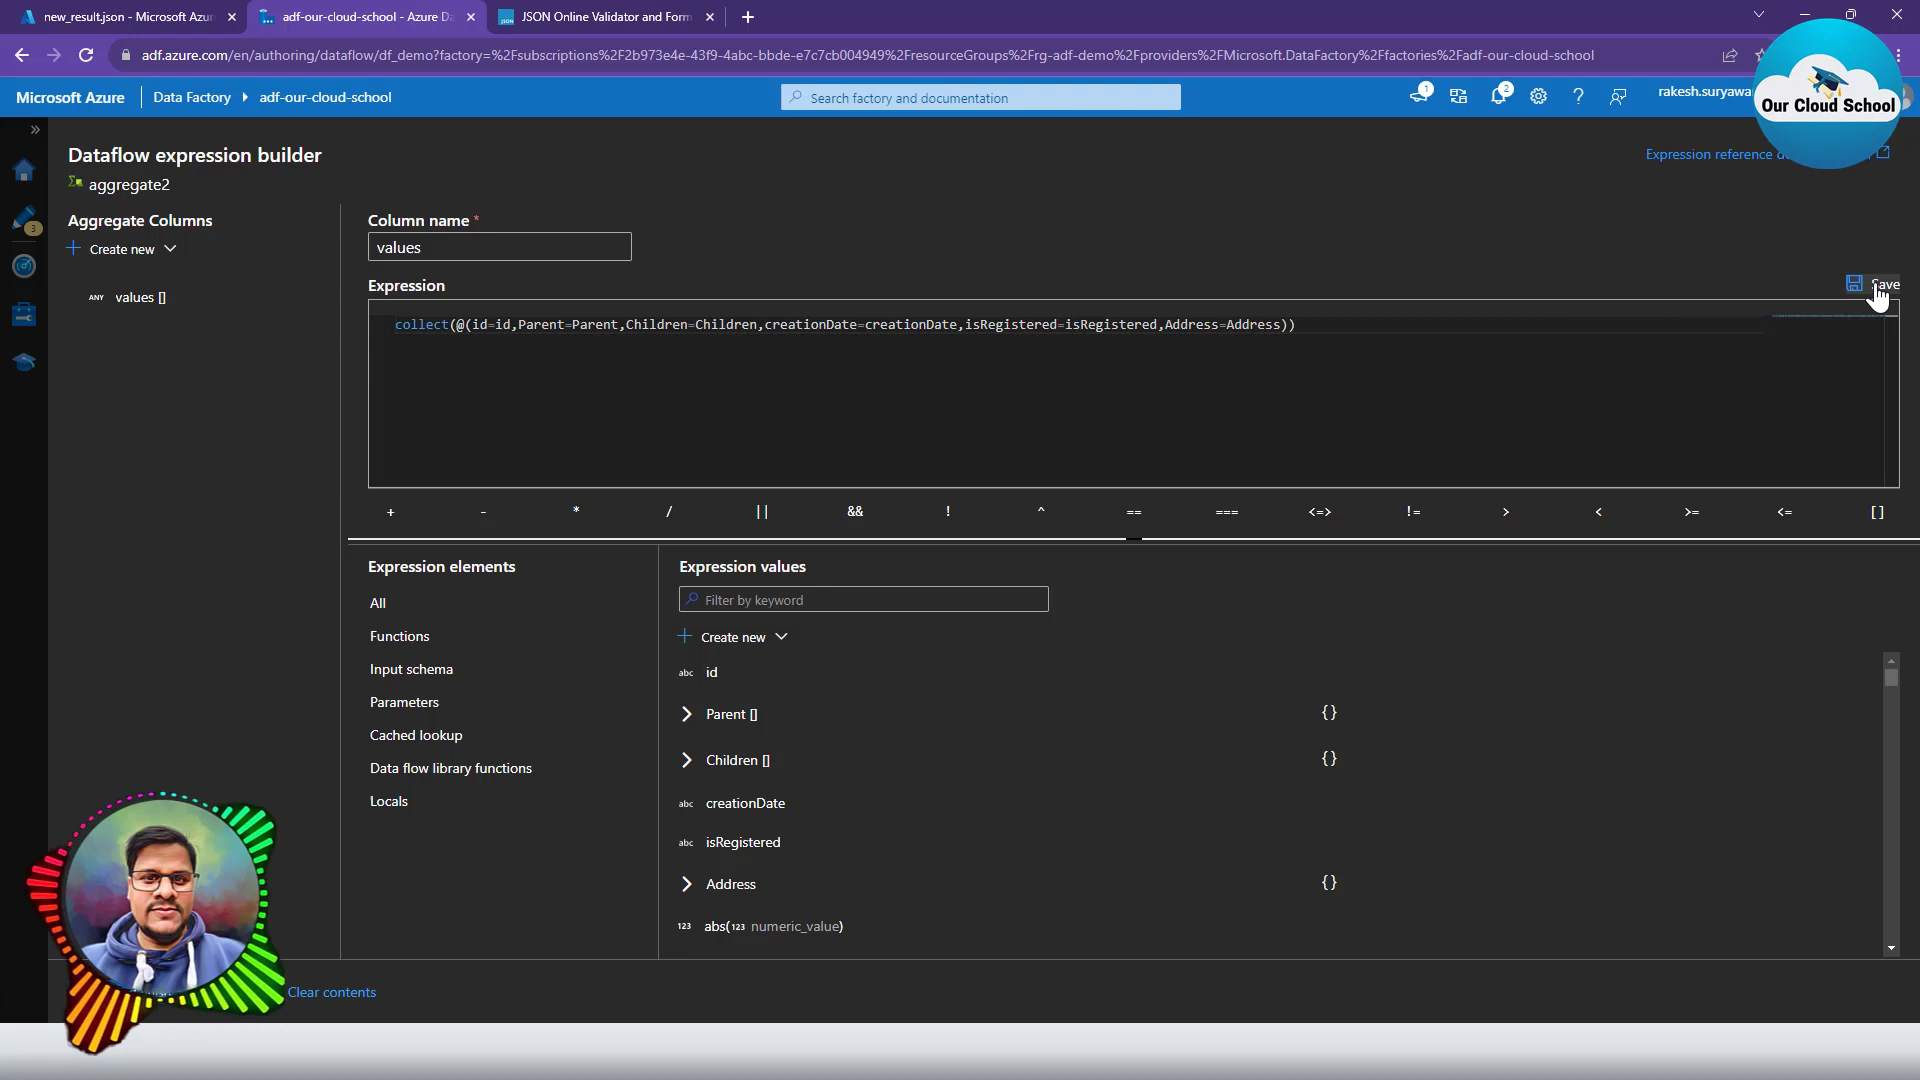 new_result.json - Microsoft Azur
adf-our-cloud-school - Azure Da
JSON Online Validator and Form
adf.azure.com/en/authoring/dataflow/df_demo?factory=%2Fsubscriptions%2F2b973e4e-43f9-4abc-bbde-e7c7cb004949%2FresourceGroups%2Frg-adf-demo%2Fproviders%2FMicrosoft.DataFactory%2Ffactories%2Fadf-our-cloud-school
Microsoft Azure
Data Factory
adf-our-cloud-school
Search factory and documentation
1
2
rakesh.suryawa
Our Cloud School
Dataflow expression builder
Expression reference d
aggregate2
3
Aggregate Columns
Create new
ANY values []
Column name *
values
Expression
Save
collect(@(id=id,Parent=Parent,Children=Children,creationDate=creationDate,isRegistered=isRegistered,Address=Address))
+ - * / || && ! ^ == === <=> != > < >= <= []
Expression elements
All
Functions
Input schema
Parameters
Cached lookup
Data flow library functions
Locals
Expression values
Filter by keyword
Create new
abc id
Parent [] {}
Children [] {}
abc creationDate
abc isRegistered
Address {}
123 abs(123 numeric_value)
Clear contents